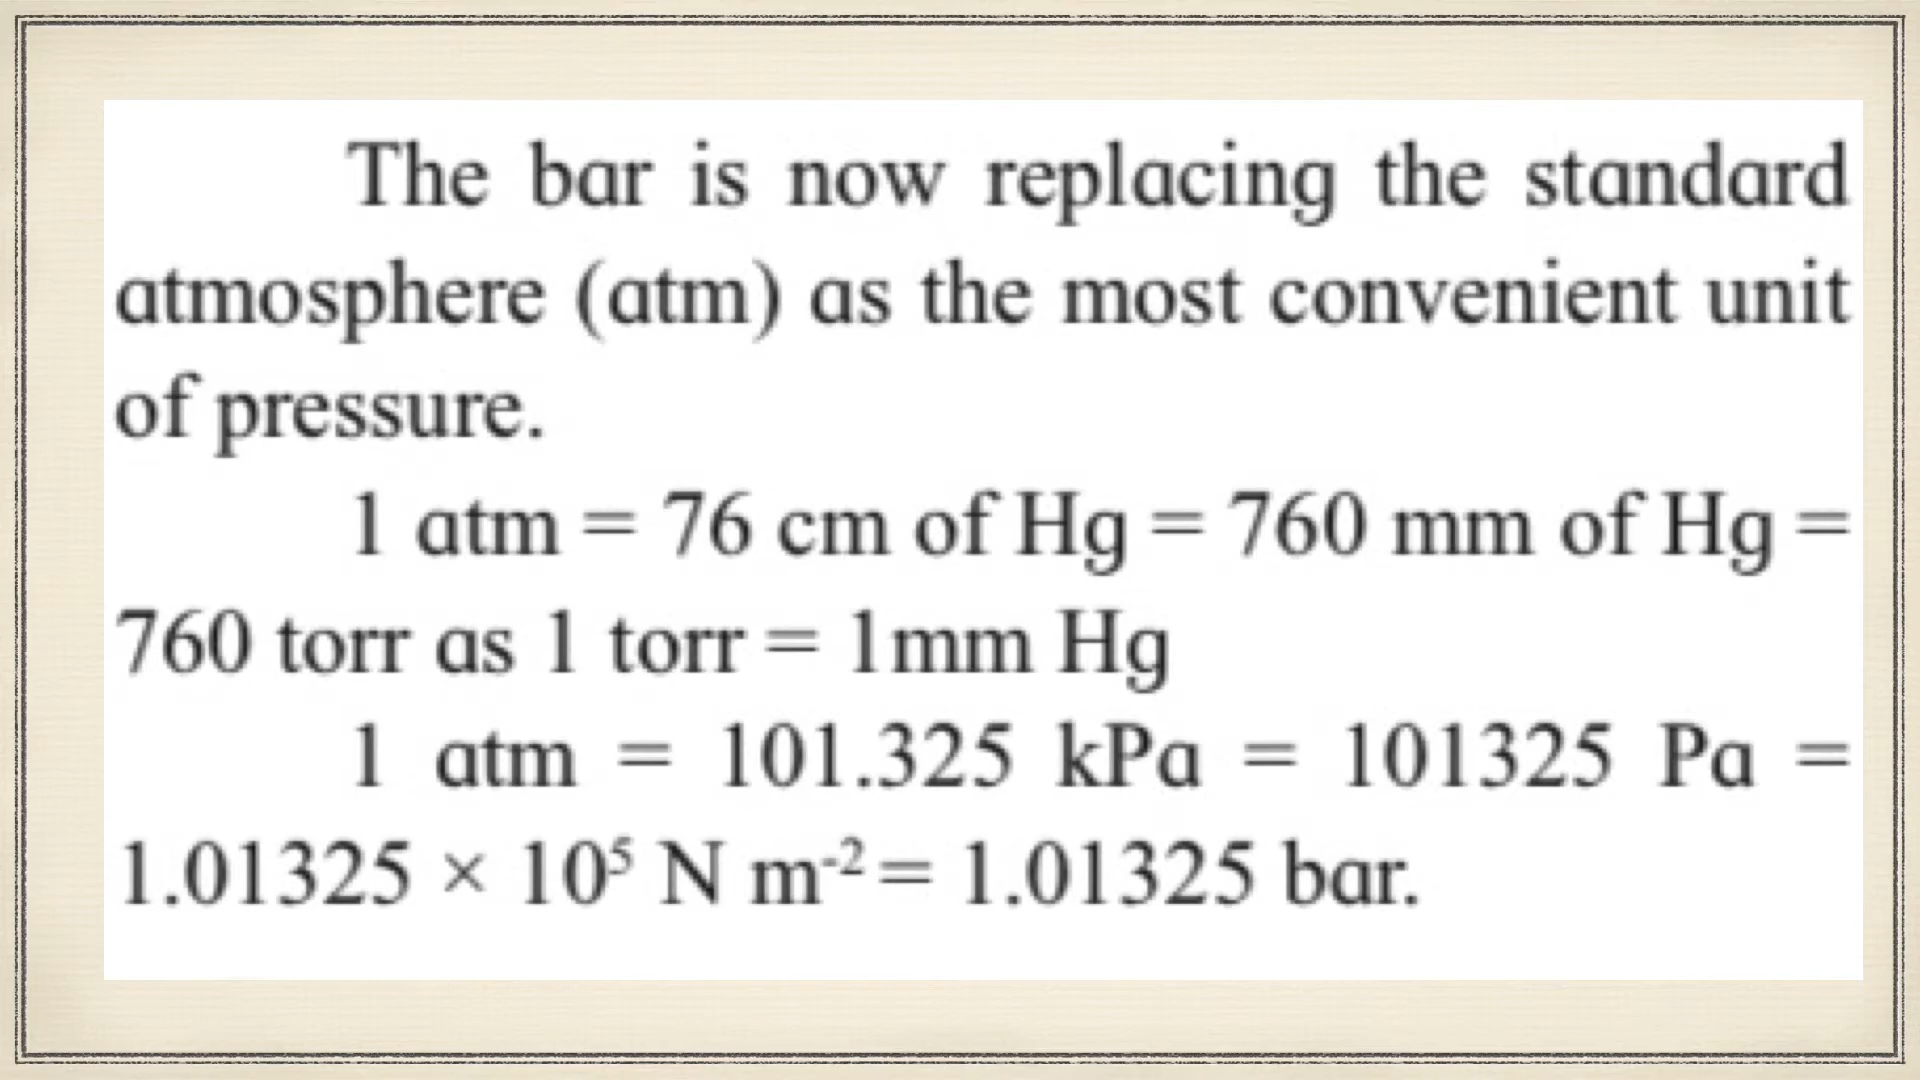 The bar is now replacing the standard
atmosphere (atm) as the most convenient unit
of pressure.
1 atm = 76 cm of Hg = 760 mm of Hg =
760 torr as 1 torr = 1mm Hg
1 atm = 101.325 kPa = 101325 Pa =
1.01325 × 10⁵ N m⁻² = 1.01325 bar.